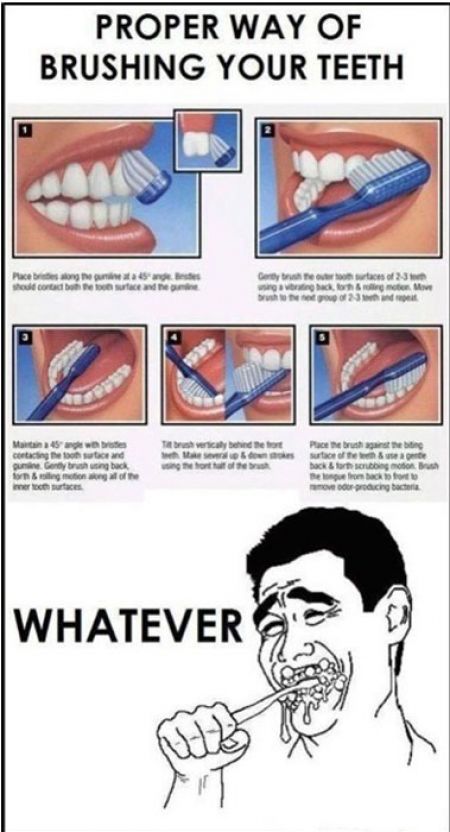 PROPER WAY OF
BRUSHING YOUR TEETH
1
2
Place bristles along the gumline at a 45° angle. Bristles
should contact both the tooth surface and the gumline.
Gently brush the outer tooth surfaces of 2-3 teeth
using a vibrating back, forth & rolling motion. Move
brush to the next group of 2-3 teeth and repeat.
3
4
5
Maintain a 45° angle with bristles
contacting the tooth surface and
gumline. Gently brush using back,
forth & rolling motion along all of the
inner tooth surfaces.
Tilt brush vertically behind the front
teeth. Make several up & down strokes
using the front half of the brush.
Place the brush against the biting
surface of the teeth & use a gentle
back & forth scrubbing motion. Brush
the tongue from back to front to
remove odor-producing bacteria.
WHATEVER